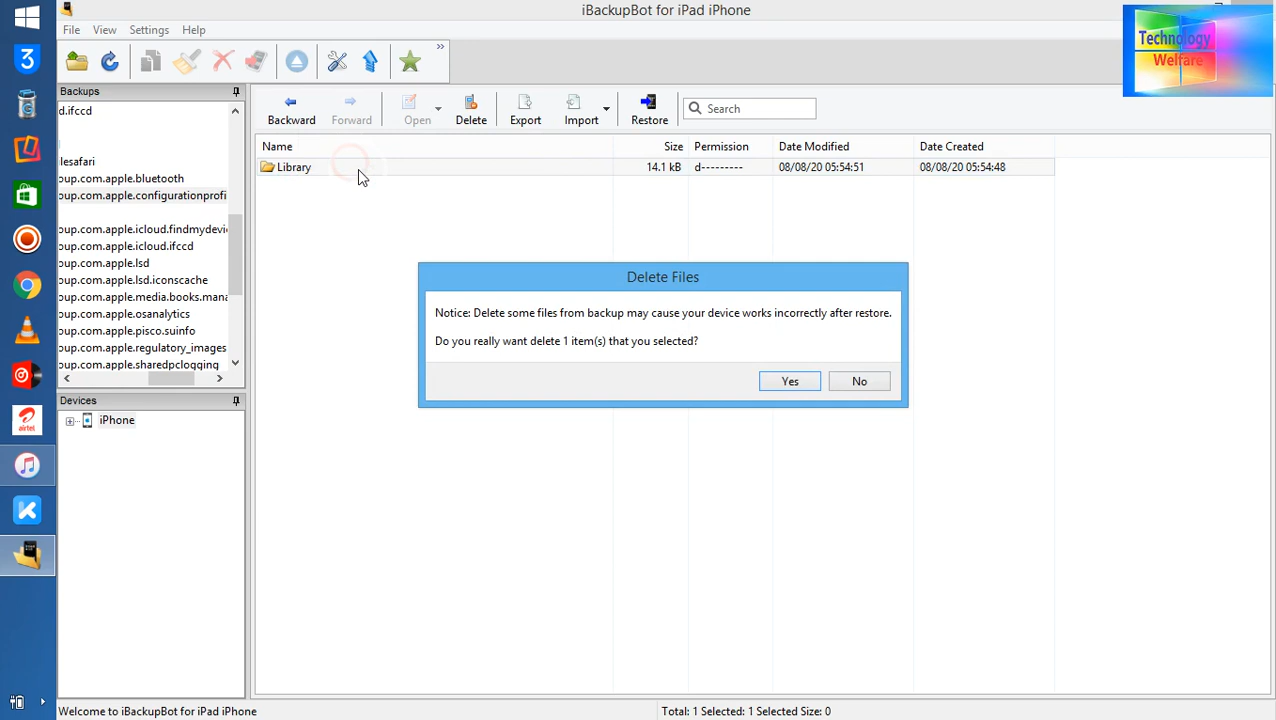 iBackupBot for iPad iPhone
File View Settings Help
»
Technology
Welfare
Backups
d.ifccd
ilesafari
oup.com.apple.bluetooth
oup.com.apple.configurationprofi
oup.com.apple.icloud.findmydevi
oup.com.apple.icloud.ifccd
oup.com.apple.lsd
oup.com.apple.lsd.iconscache
oup.com.apple.media.books.mana
oup.com.apple.osanalytics
oup.com.apple.pisco.suinfo
oup.com.apple.regulatory_images
oup.com.apple.sharedpclogging
Devices
iPhone
Backward Forward Open Delete Export Import Restore Search
Name Size Permission Date Modified Date Created
Library 14.1 kB d--------- 08/08/20 05:54:51 08/08/20 05:54:48
Delete Files
Notice: Delete some files from backup may cause your device works incorrectly after restore.
Do you really want delete 1 item(s) that you selected?
Yes No
airtel
Welcome to iBackupBot for iPad iPhone
Total: 1 Selected: 1 Selected Size: 0